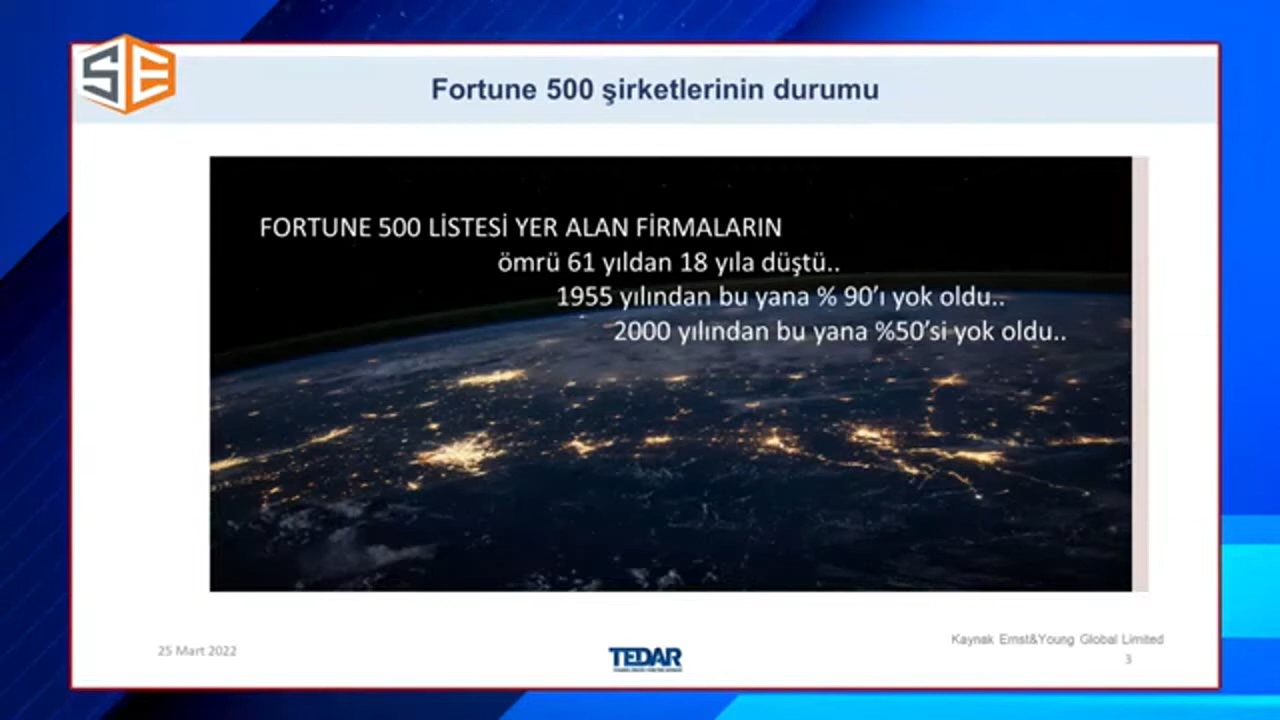 SE
Fortune 500 şirketlerinin durumu
FORTUNE 500 LİSTESİ YER ALAN FİRMALARIN
ömrü 61 yıldan 18 yıla düştü..
1955 yılından bu yana % 90’ı yok oldu..
2000 yılından bu yana %50’si yok oldu..
Kaynak Ernst&Young Global Limited
25 Mart 2022
TEDAR
3